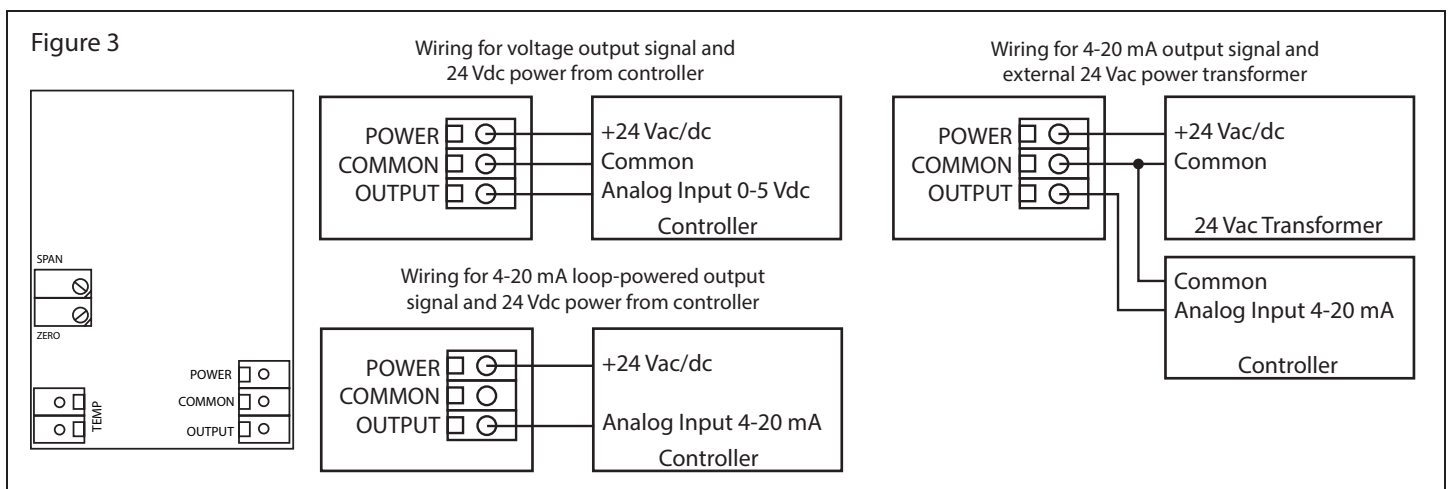 Figure 3
SPAN
ZERO
TEMP
POWER
COMMON
OUTPUT
Wiring for voltage output signal and
24 Vdc power from controller
POWER
COMMON
OUTPUT
+24 Vac/dc
Common
Analog Input 0-5 Vdc
Controller
Wiring for 4-20 mA loop-powered output
signal and 24 Vdc power from controller
POWER
COMMON
OUTPUT
+24 Vac/dc
Analog Input 4-20 mA
Controller
Wiring for 4-20 mA output signal and
external 24 Vac power transformer
POWER
COMMON
OUTPUT
+24 Vac/dc
Common
24 Vac Transformer
Common
Analog Input 4-20 mA
Controller